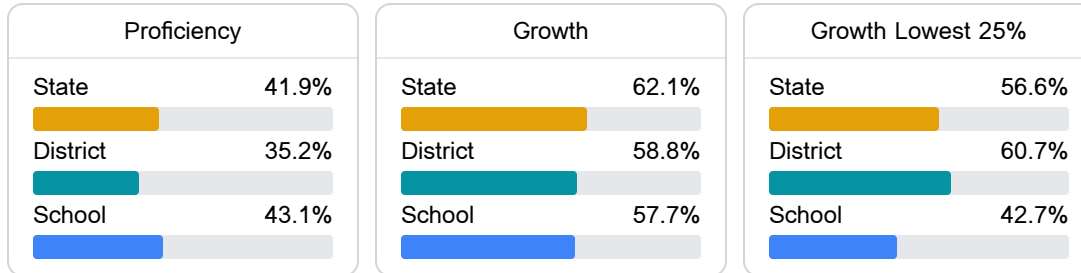 Proficiency
State 41.9%
District 35.2%
School 43.1%
Growth
State 62.1%
District 58.8%
School 57.7%
Growth Lowest 25%
State 56.6%
District 60.7%
School 42.7%